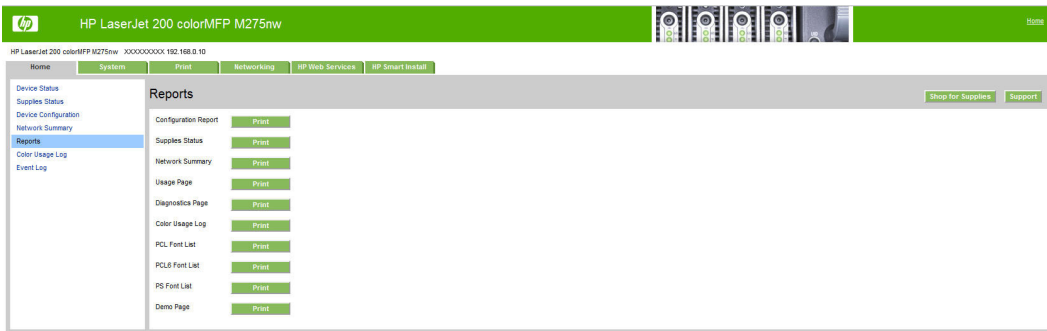 hp
HP LaserJet 200 colorMFP M275nw
Home
HP LaserJet 200 colorMFP M275nw XXXXXXXXX 192.168.0.10
Home System Print Networking HP Web Services HP Smart Install
Device Status
Supplies Status
Device Configuration
Network Summary
Reports
Color Usage Log
Event Log
Reports
Shop for Supplies Support
Configuration Report Print
Supplies Status Print
Network Summary Print
Usage Page Print
Diagnostics Page Print
Color Usage Log Print
PCL Font List Print
PCL6 Font List Print
PS Font List Print
Demo Page Print